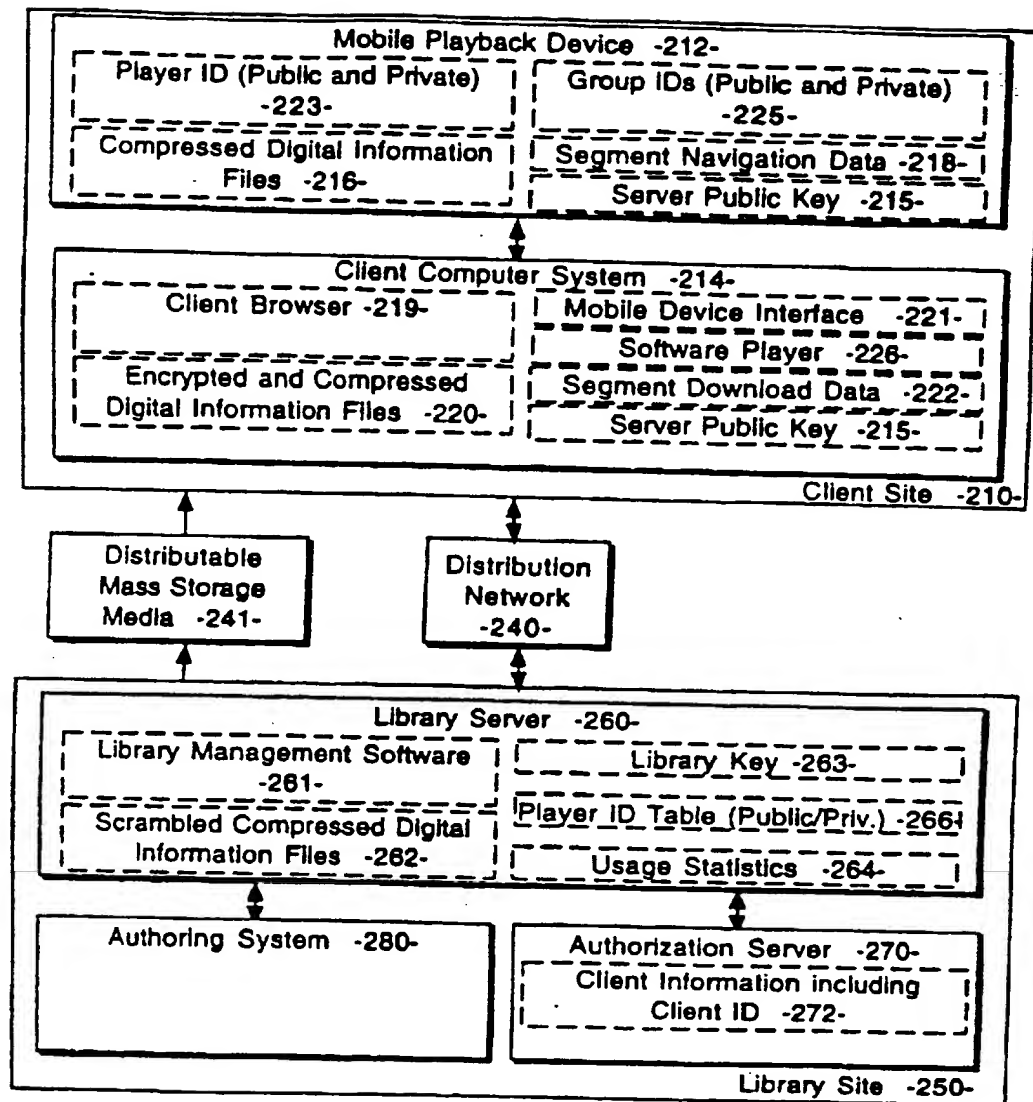 Mobile Playback Device -212-
Player ID (Public and Private)
-223-
Group IDs (Public and Private)
-225-
Compressed Digital Information
Files -216-
Segment Navigation Data -218-
Server Public Key -215-
Client Computer System -214-
Client Browser -219-
Mobile Device Interface -221-
Software Player -226-
Encrypted and Compressed
Digital Information Files -220-
Segment Download Data -222-
Server Public Key -215-
Client Site -210-
Distributable
Mass Storage
Media -241-
Distribution
Network
-240-
Library Server -260-
Library Management Software
-261-
Library Key -263-
Player ID Table (Public/Priv.) -266-
Scrambled Compressed Digital
Information Files -262-
Usage Statistics -264-
Authoring System -280-
Authorization Server -270-
Client Information including
Client ID -272-
Library Site -250-